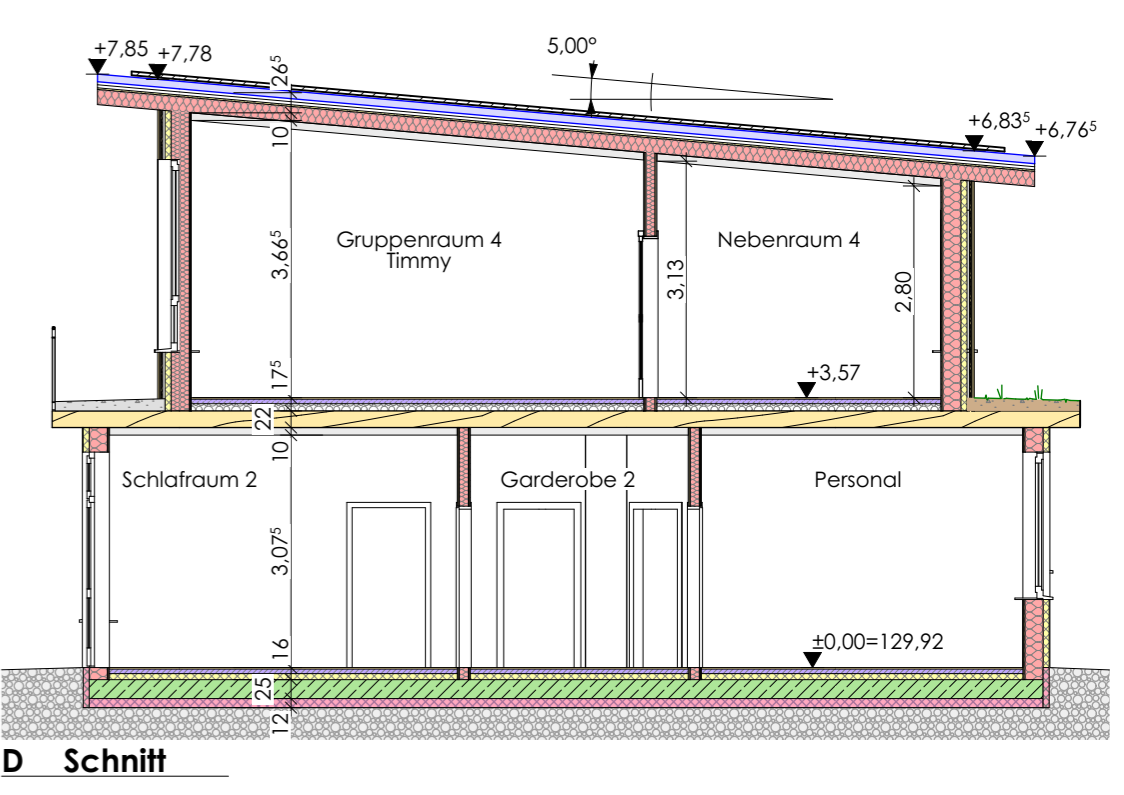 +7,85
+7,78
26⁵
5,00°
10
+6,83⁵
+6,76⁵
Gruppenraum 4
Timmy
Nebenraum 4
3,66⁵
3,13
2,80
17⁵
+3,57
22
10
Schlafraum 2
Garderobe 2
Personal
3,07⁵
16
±0,00=129,92
25
12
D Schnitt